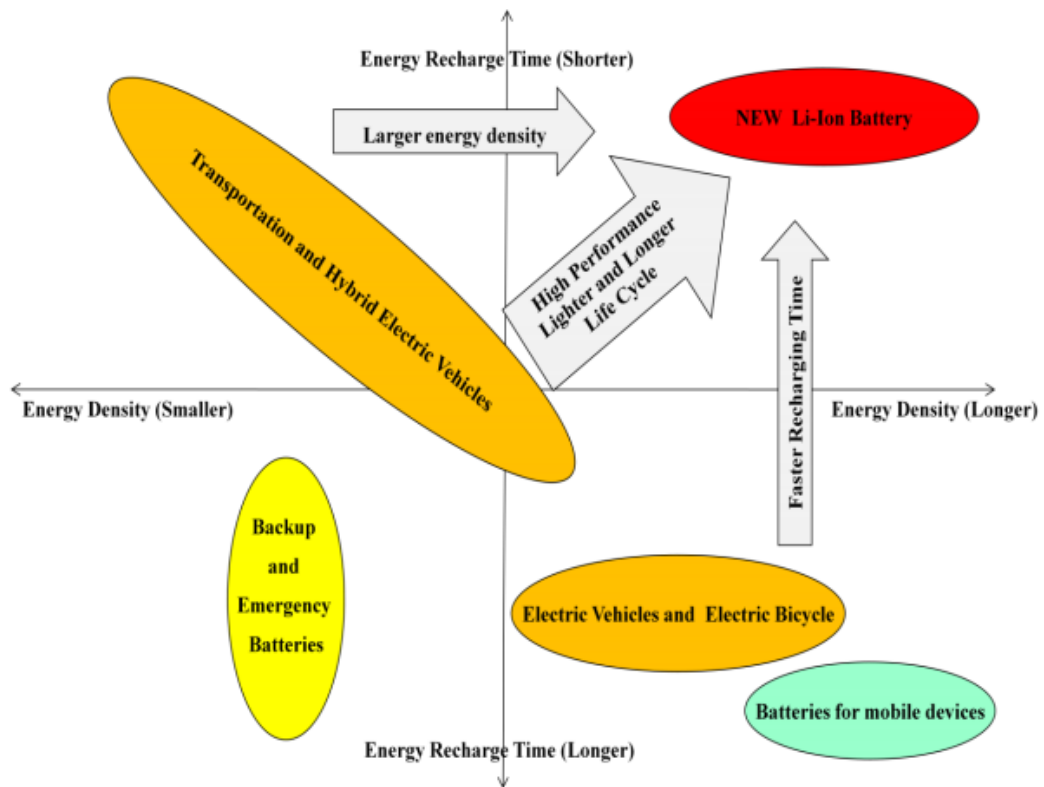 Energy Recharge Time (Shorter)
NEW Li-Ion Battery
Larger energy density
Transportation and Hybrid Electric Vehicles
High Performance
Lighter and Longer
Life Cycle
Faster Recharging Time
Energy Density (Smaller)
Energy Density (Longer)
Backup
and
Emergency
Batteries
Electric Vehicles and Electric Bicycle
Batteries for mobile devices
Energy Recharge Time (Longer)